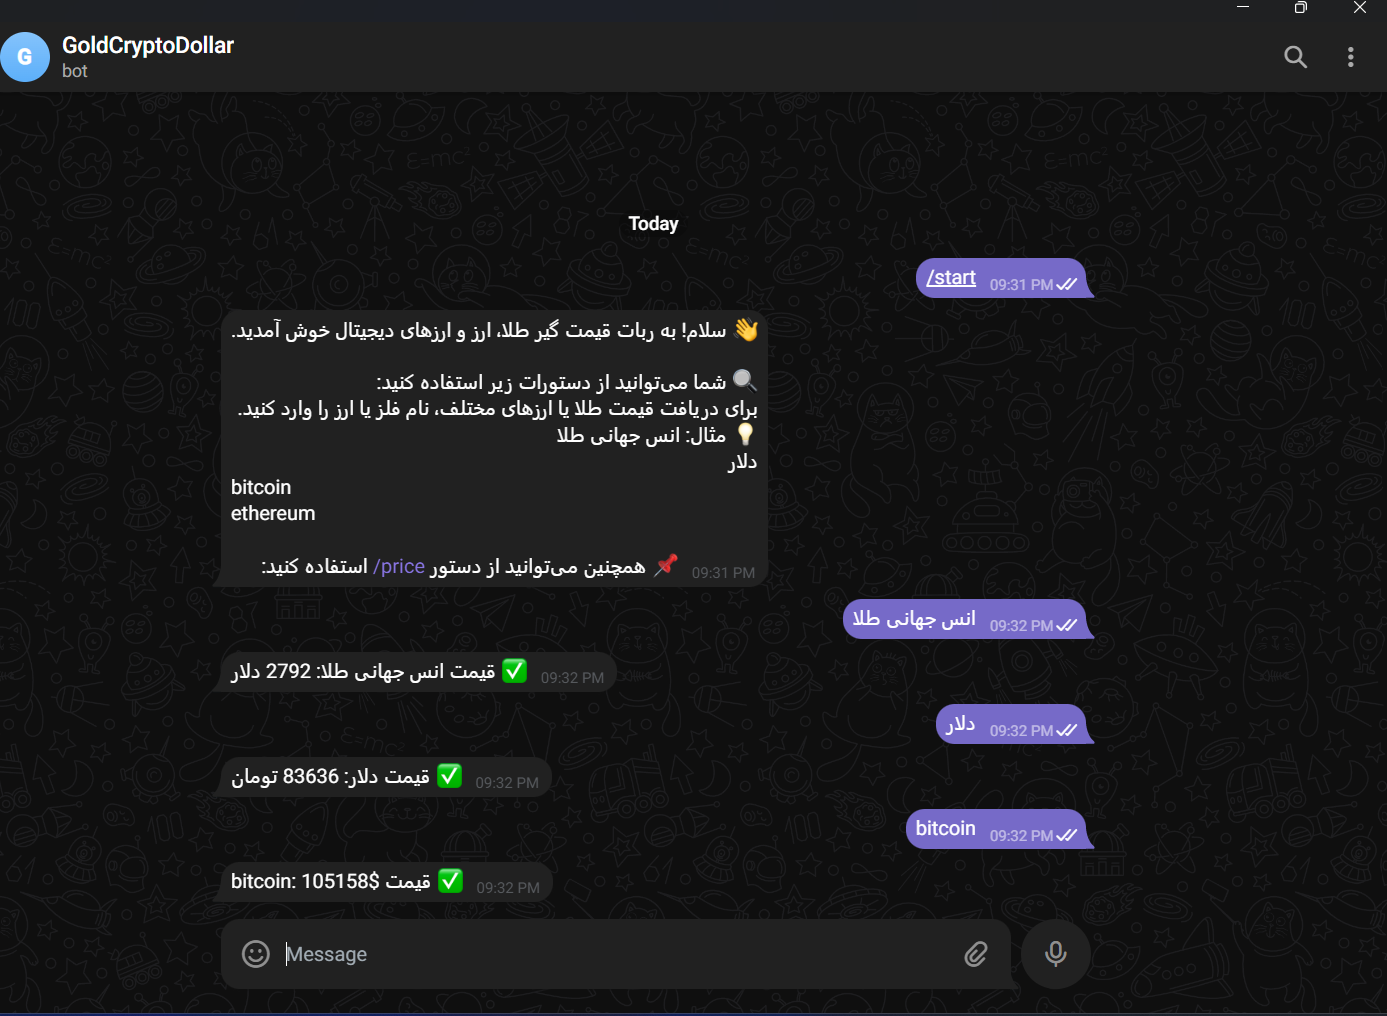 GoldCryptoDollar
bot
Today
/start 09:31 PM
👋 سلام! به ربات قیمت گیر طلا، ارز و ارزهای دیجیتال خوش آمدید.
🔍 شما می‌توانید از دستورات زیر استفاده کنید:
برای دریافت قیمت طلا یا ارزهای مختلف، نام فلز یا ارز را وارد کنید.
💡 مثال: انس جهانی طلا
دلار
bitcoin
ethereum
📌 همچنین می‌توانید از دستور /price استفاده کنید:
09:31 PM
انس جهانی طلا 09:32 PM
✅ قیمت انس جهانی طلا: 2792 دلار 09:32 PM
دلار 09:32 PM
✅ قیمت دلار: 83636 تومان 09:32 PM
bitcoin 09:32 PM
✅ قیمت bitcoin: 105158$ 09:32 PM
Message